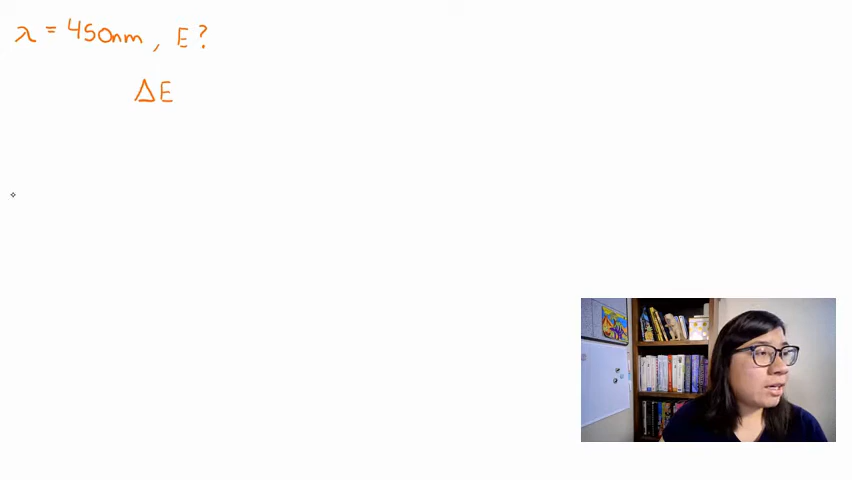 λ = 450nm, E?
ΔE